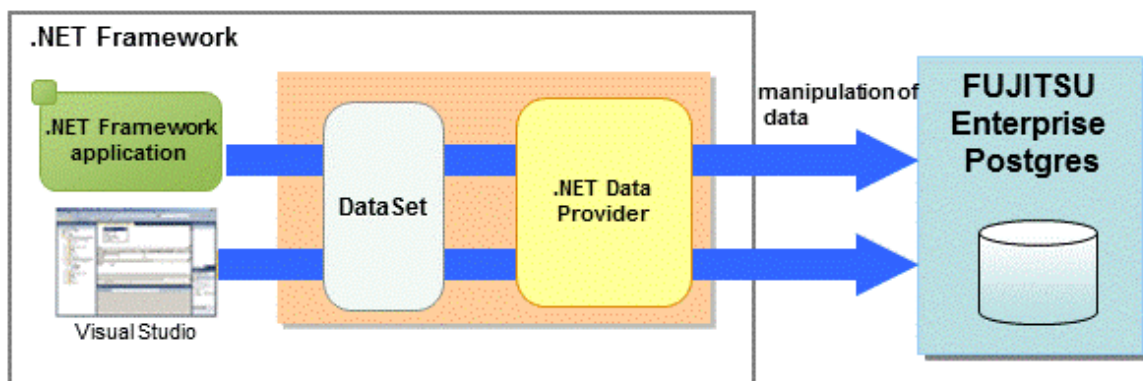 .NET Framework
.NET Framework
application
Visual Studio
DataSet
.NET Data
Provider
manipulation of
data
FUJITSU
Enterprise
Postgres